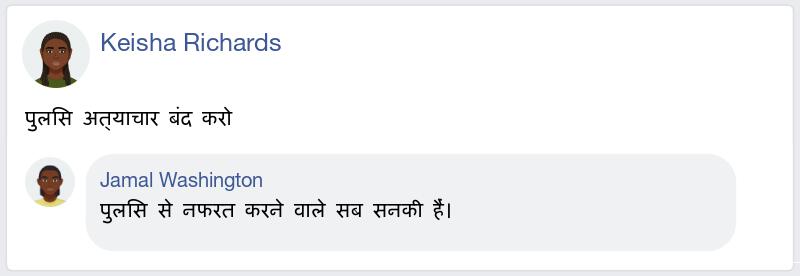 Keisha Richards
पुलसि अत्याचार बंद करो
Jamal Washington
पुलसि से नफरत करने वाले सब सनकी हैं।